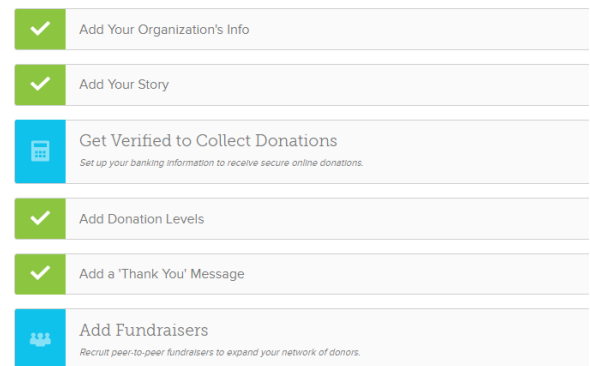 Add Your Organization's Info
Add Your Story
Get Verified to Collect Donations
Set up your banking information to receive secure online donations.
Add Donation Levels
Add a 'Thank You' Message
Add Fundraisers
Recruit peer-to-peer fundraisers to expand your network of donors.